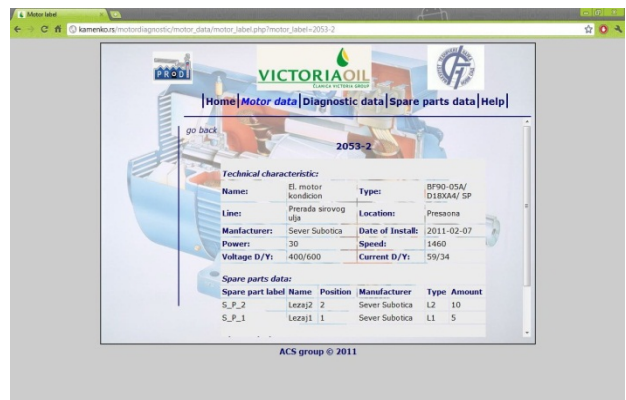 Motor label
kamenko.rs/motordiagnostic/motor_data/motor_label.php?motor_label=2053-2
PRODI
VICTORIAOIL
ČLANICA VICTORIA GROUP
Home|Motor data|Diagnostic data|Spare parts data|Help|
go back
2053-2
Technical characteristic:
Name: El. motor kondicion Type: BF90-05A/ D18XA4/ SP
Line: Prerada sirovog ulja Location: Presaona
Manfacturer: Sever Subotica Date of Install: 2011-02-07
Power: 30 Speed: 1460
Voltage D/Y: 400/600 Current D/Y: 59/34
Spare parts data:
Spare part label Name Position Manufacturer Type Amount
S_P_2 Lezaj2 2 Sever Subotica L2 10
S_P_1 Lezaj1 1 Sever Subotica L1 5
ACS group © 2011